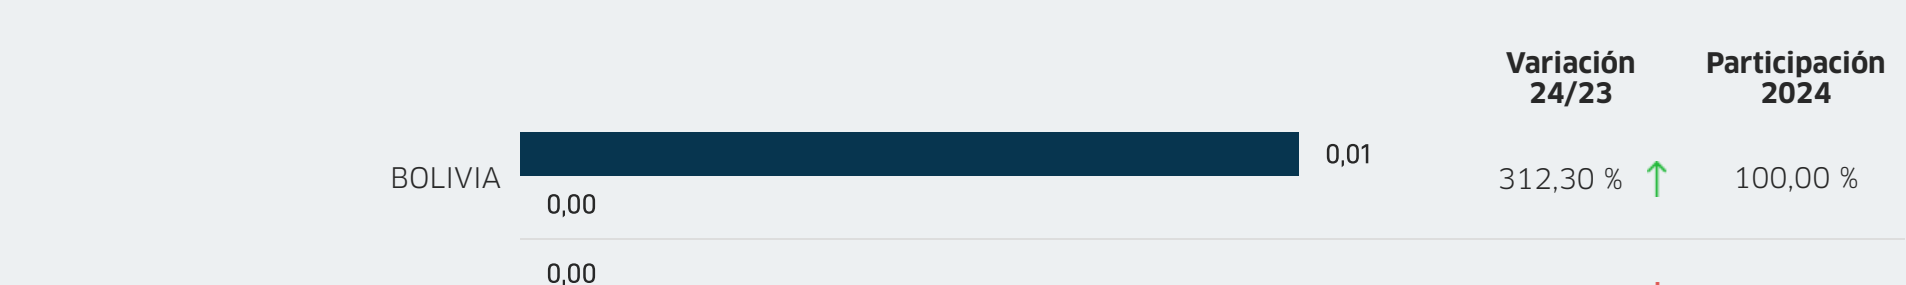 Variación
24/23
Participación
2024
0,01
BOLIVIA
312,30 %
100,00 %
0,00
0,00